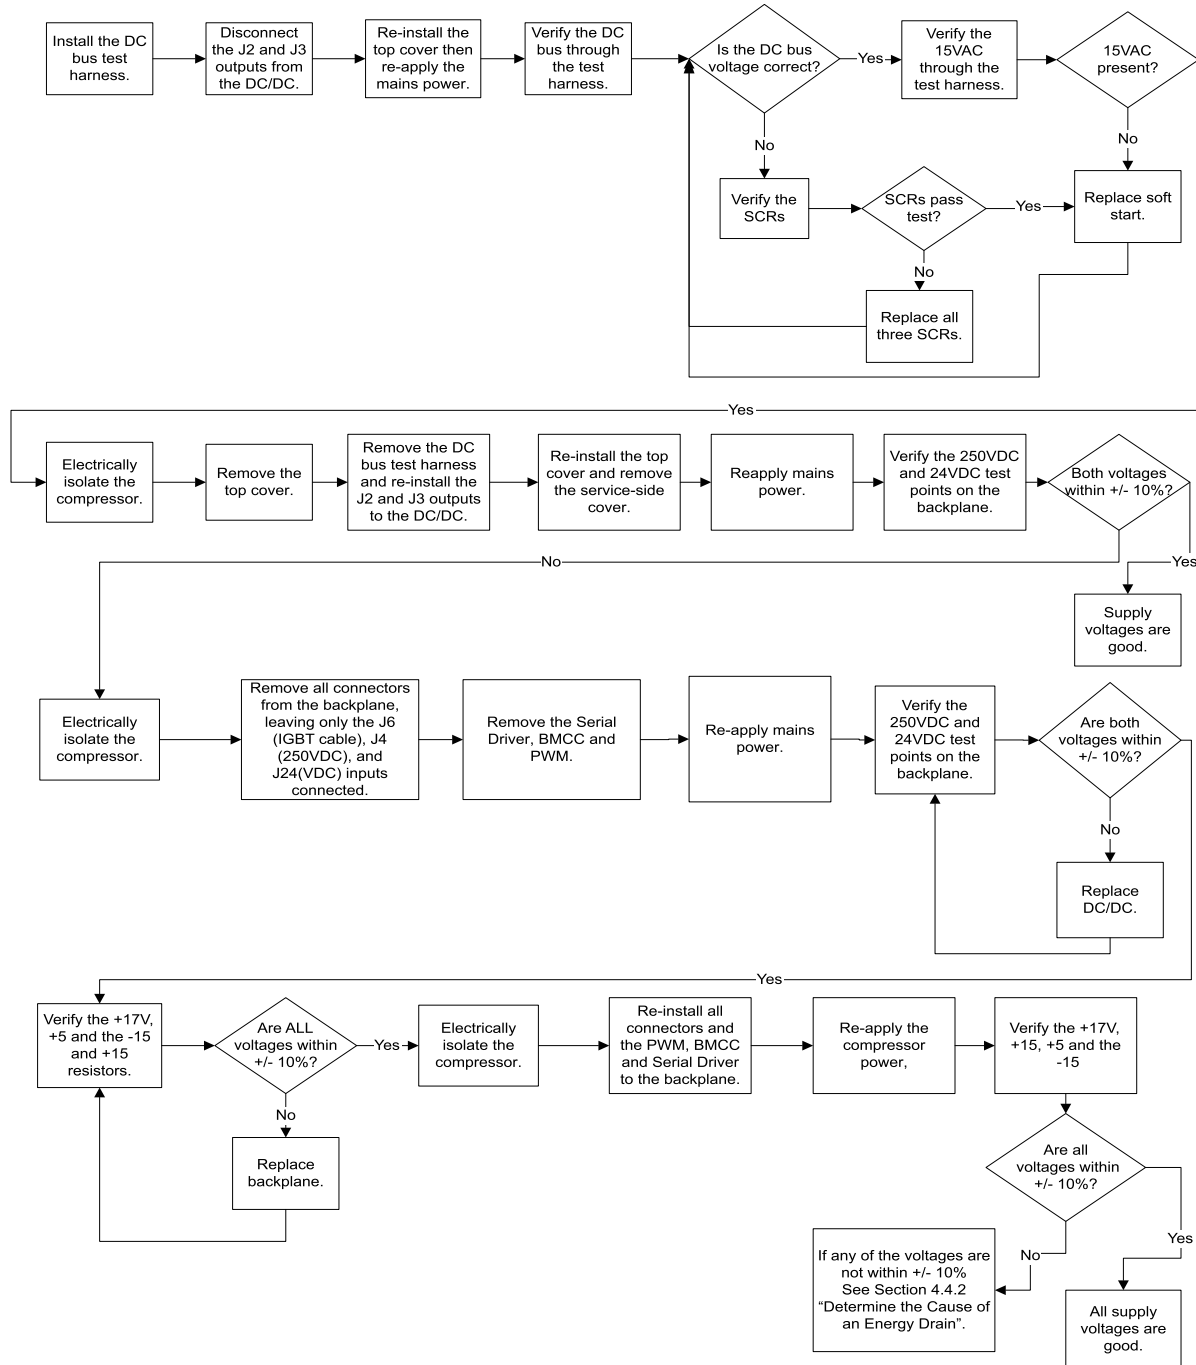 Install the DC
bus test
harness.
Disconnect
the J2 and J3
outputs from
the DC/DC.
Re-install the
top cover then
re-apply the
mains power.
Verify the DC
bus through
the test
harness.
Is the DC bus
voltage correct?
Yes
Verify the
15VAC
through the
test harness.
15VAC
present?
No
No
Verify the
SCRs
SCRs pass
test?
Yes
Replace soft
start.
No
Replace all
three SCRs.
Yes
Electrically
isolate the
compressor.
Remove the
top cover.
Remove the DC
bus test harness
and re-install the
J2 and J3 outputs
to the DC/DC.
Re-install the top
cover and remove
the service-side
cover.
Reapply mains
power.
Verify the 250VDC
and 24VDC test
points on the
backplane.
Both voltages
within +/- 10%?
No
Yes
Supply
voltages are
good.
Electrically
isolate the
compressor.
Remove all connectors
from the backplane,
leaving only the J6
(IGBT cable), J4
(250VDC), and
J24(VDC) inputs
connected.
Remove the Serial
Driver, BMCC and
PWM.
Re-apply mains
power.
Verify the
250VDC and
24VDC test
points on the
backplane.
Are both
voltages within
+/- 10%?
No
Replace
DC/DC.
Yes
Verify the +17V,
+5 and the -15
and +15
resistors.
Are ALL
voltages within
+/- 10%?
Yes
Electrically
isolate the
compressor.
Re-install all
connectors and
the PWM, BMCC
and Serial Driver
to the backplane.
Re-apply the
compressor
power,
Verify the +17V,
+15, +5 and the
-15
No
Replace
backplane.
Are all
voltages within
+/- 10%?
Yes
No
If any of the voltages are
not within +/- 10%
See Section 4.4.2
“Determine the Cause of
an Energy Drain”.
All supply
voltages are
good.